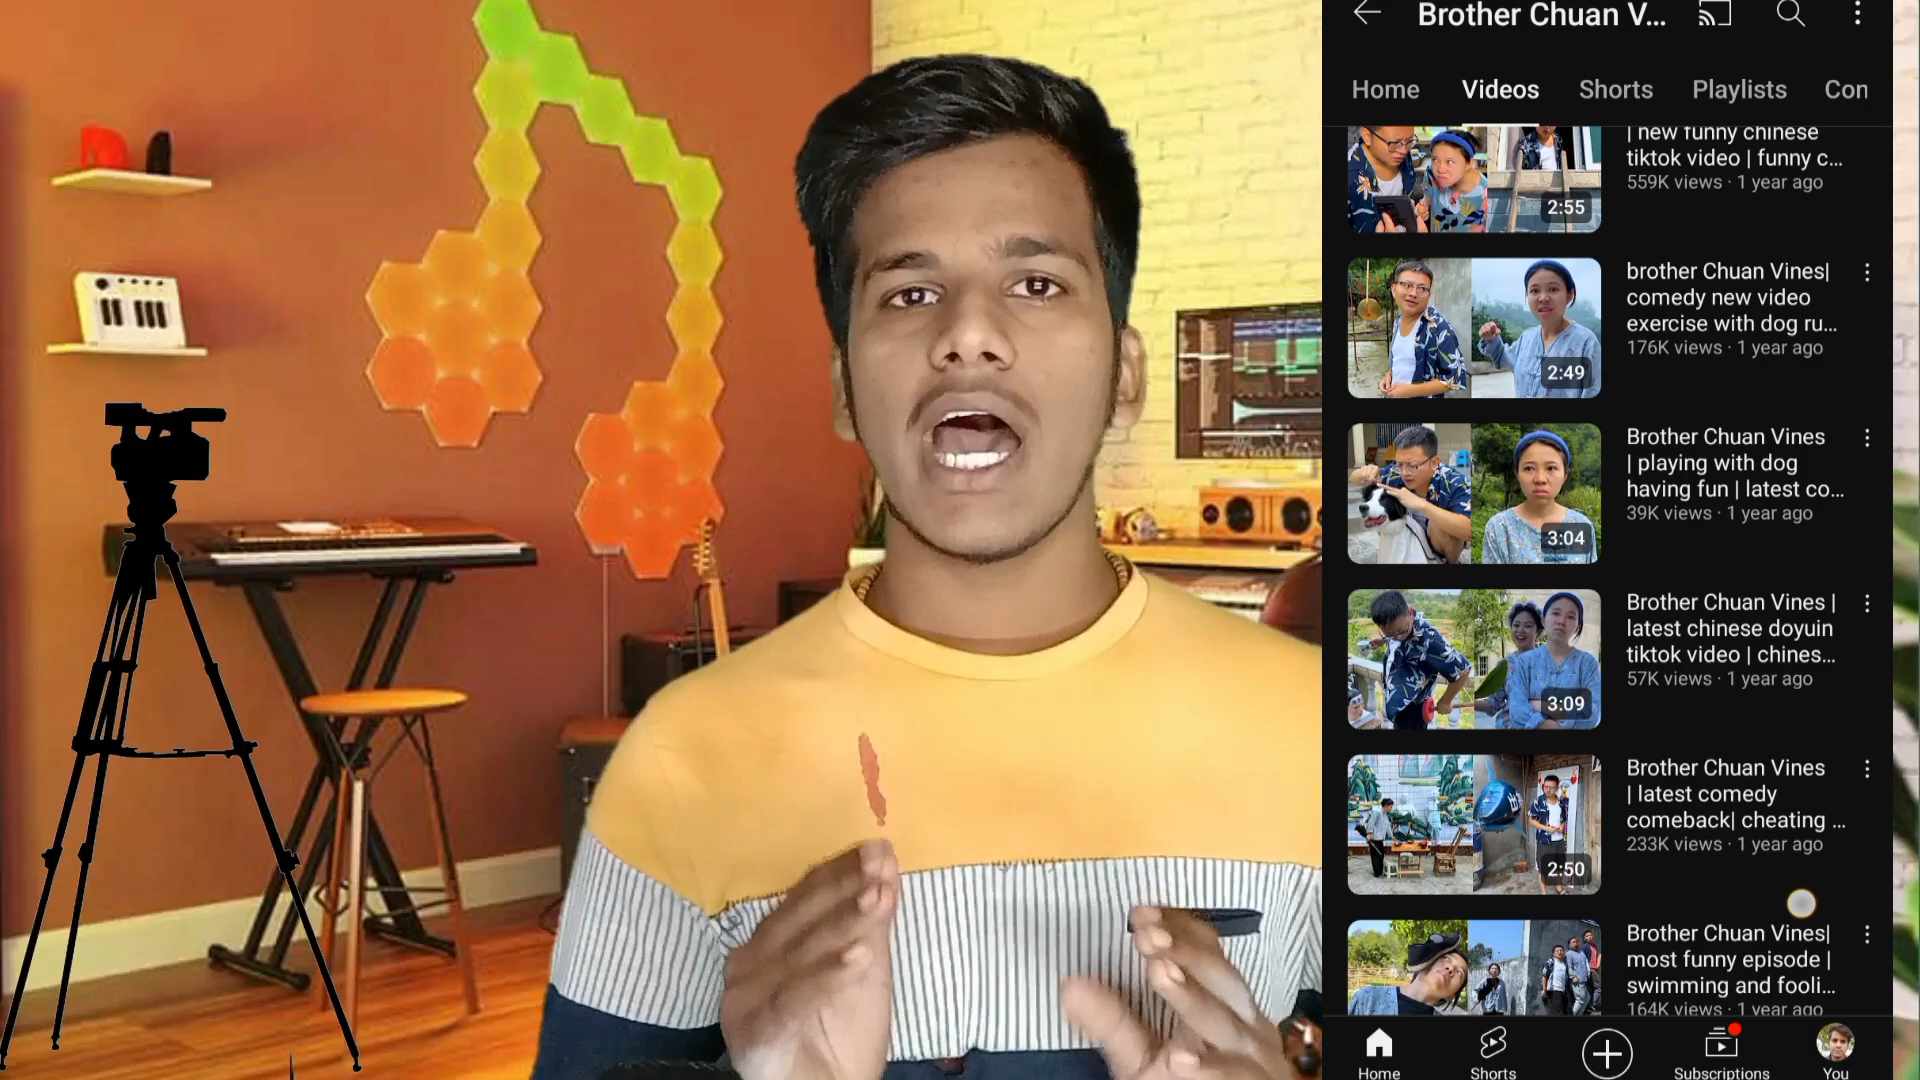 Brother Chuan V...
Home Videos Shorts Playlists Con
| new funny chinese
tiktok video | funny c...
559K views · 1 year ago
2:55
brother Chuan Vines|
comedy new video
exercise with dog ru...
176K views · 1 year ago
2:49
Brother Chuan Vines
| playing with dog
having fun | latest co...
39K views · 1 year ago
3:04
Brother Chuan Vines |
latest chinese doyuin
tiktok video | chines...
57K views · 1 year ago
3:09
Brother Chuan Vines
| latest comedy
comeback| cheating ...
233K views · 1 year ago
2:50
Brother Chuan Vines|
most funny episode |
swimming and fooli...
164K views · 1 year ago
Home Shorts Subscriptions You